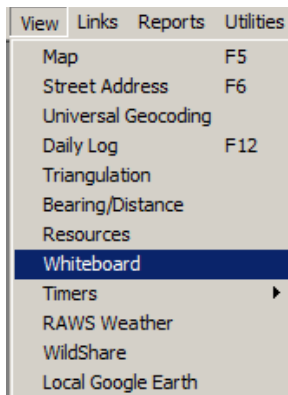 View Links Reports Utilities
Map F5
Street Address F6
Universal Geocoding
Daily Log F12
Triangulation
Bearing/Distance
Resources
Whiteboard
Timers
RAWS Weather
WildShare
Local Google Earth